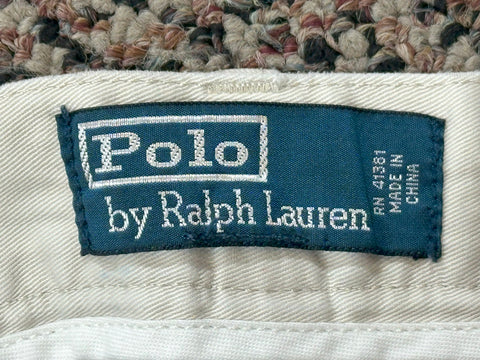 Polo
by Ralph Lauren
RN 41381
MADE IN
CHINA